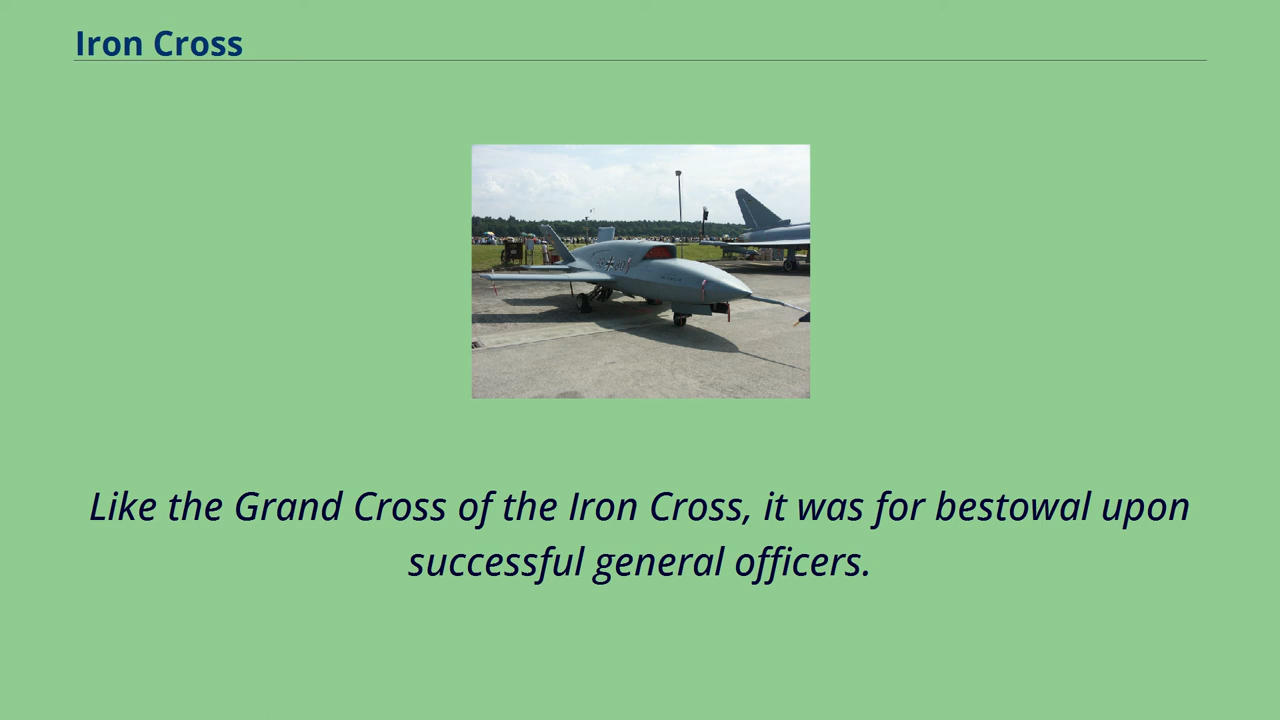 Iron Cross
Like the Grand Cross of the Iron Cross, it was for bestowal upon
successful general officers.